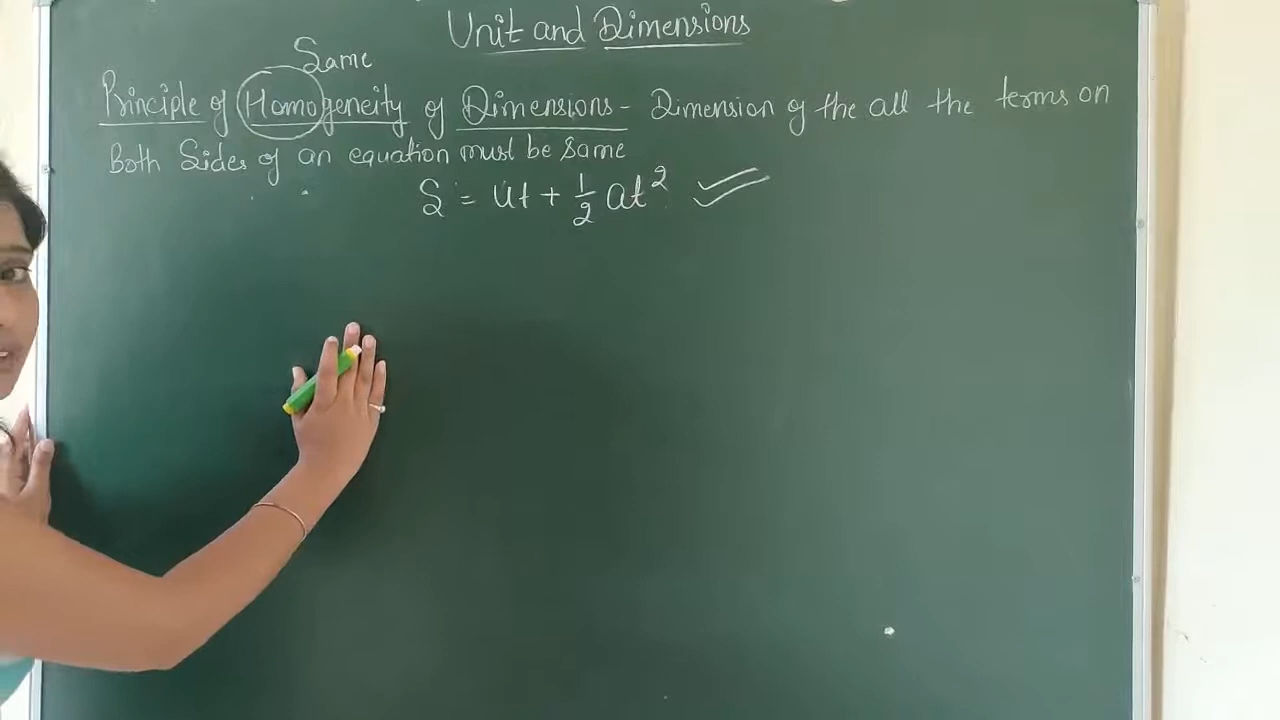 Unit and Dimensions
Same
Principle of Homogeneity of Dimensions - Dimension of the all the terms on
Both Sides of an equation must be same
S = ut + 1/2 at²